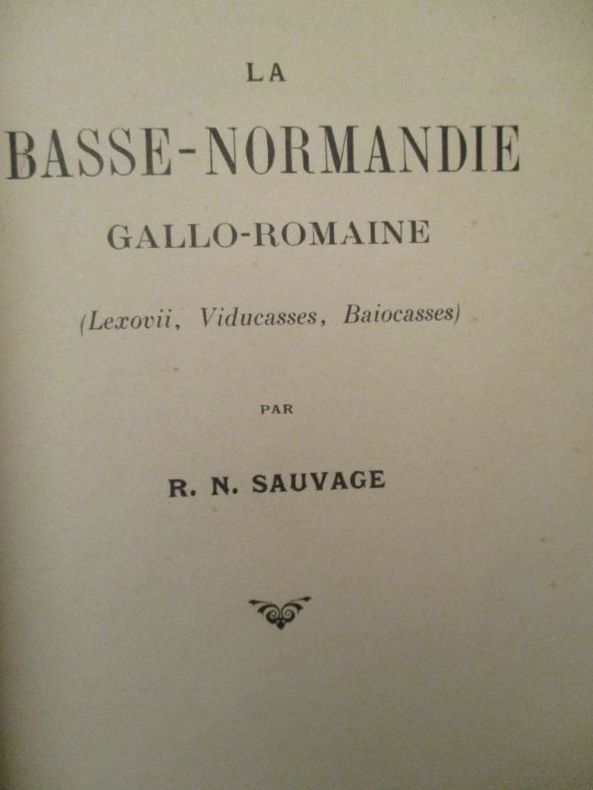 LA
BASSE-NORMANDIE
GALLO-ROMAINE
(Lexovii, Viducasses, Baiocasses)
PAR
R. N. SAUVAGE